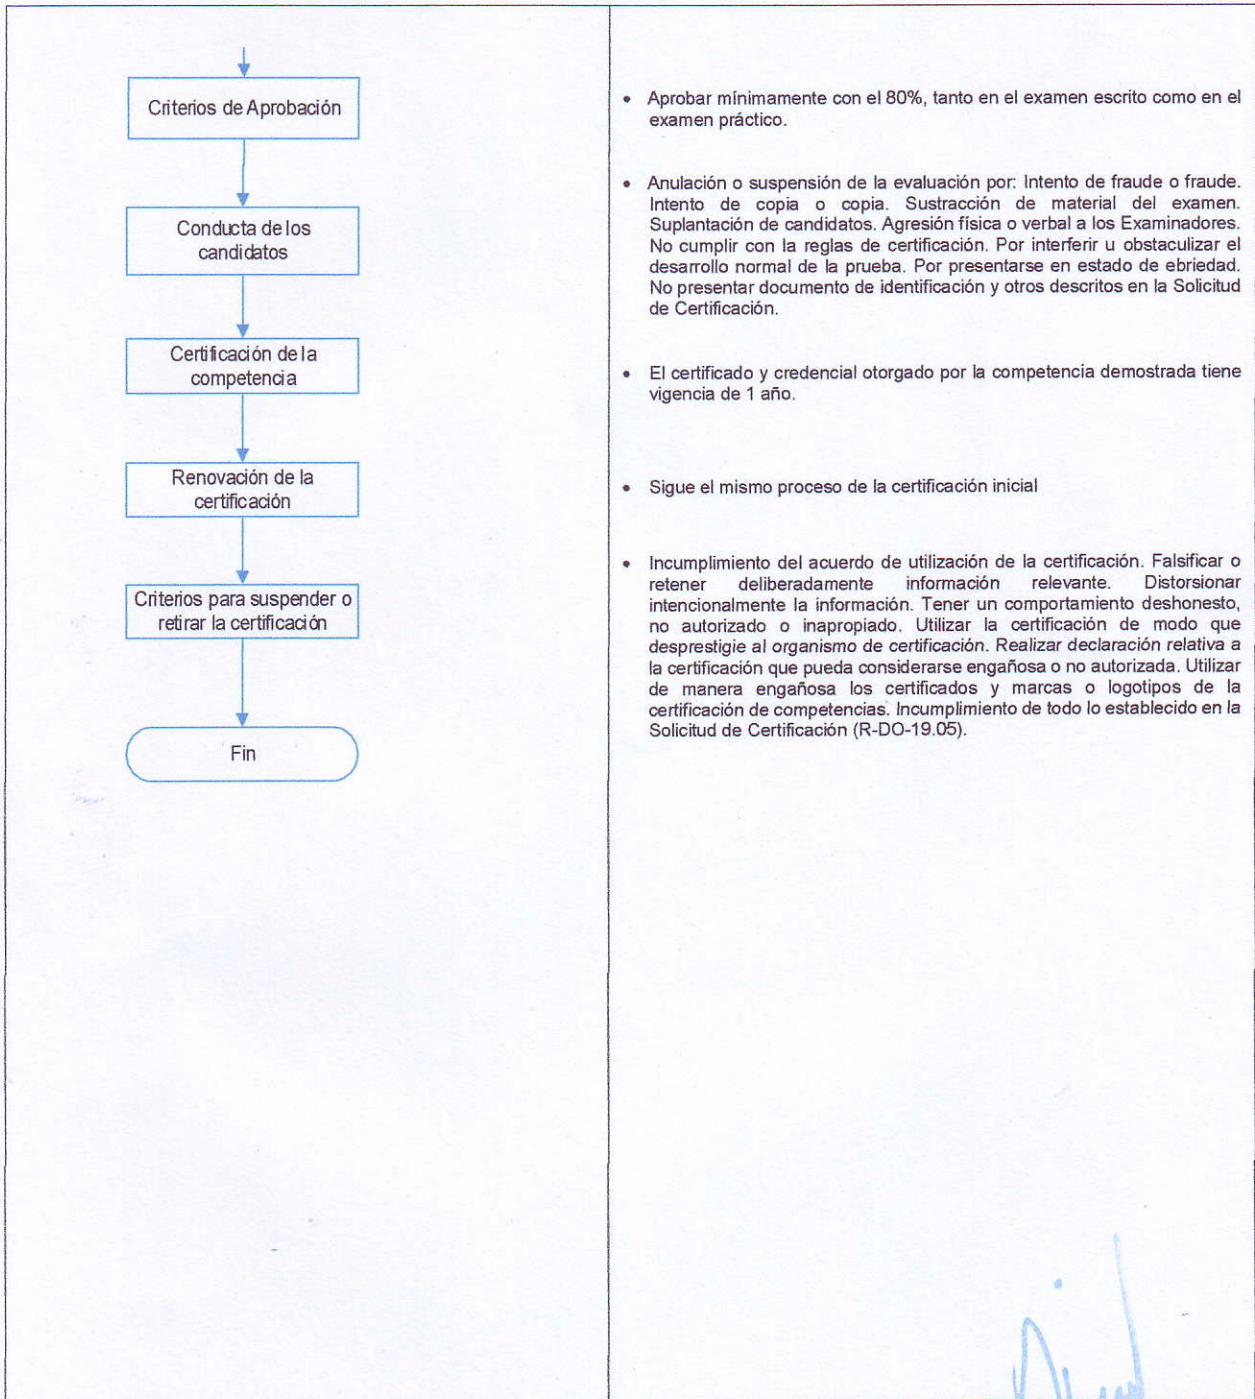 Criterios de Aprobación
• Aprobar mínimamente con el 80%, tanto en el examen escrito como en el
examen práctico.
Conducta de los
candidatos
• Anulación o suspensión de la evaluación por: Intento de fraude o fraude.
Intento de copia o copia. Sustracción de material del examen.
Suplantación de candidatos. Agresión física o verbal a los Examinadores.
No cumplir con la reglas de certificación. Por interferir u obstaculizar el
desarrollo normal de la prueba. Por presentarse en estado de ebriedad.
No presentar documento de identificación y otros descritos en la Solicitud
de Certificación.
Certificación de la
competencia
• El certificado y credencial otorgado por la competencia demostrada tiene
vigencia de 1 año.
Renovación de la
certificación
• Sigue el mismo proceso de la certificación inicial
Criterios para suspender o
retirar la certificación
• Incumplimiento del acuerdo de utilización de la certificación. Falsificar o
retener deliberadamente información relevante. Distorsionar
intencionalmente la información. Tener un comportamiento deshonesto,
no autorizado o inapropiado. Utilizar la certificación de modo que
desprestigie al organismo de certificación. Realizar declaración relativa a
la certificación que pueda considerarse engañosa o no autorizada. Utilizar
de manera engañosa los certificados y marcas o logotipos de la
certificación de competencias. Incumplimiento de todo lo establecido en la
Solicitud de Certificación (R-DO-19.05).
Fin